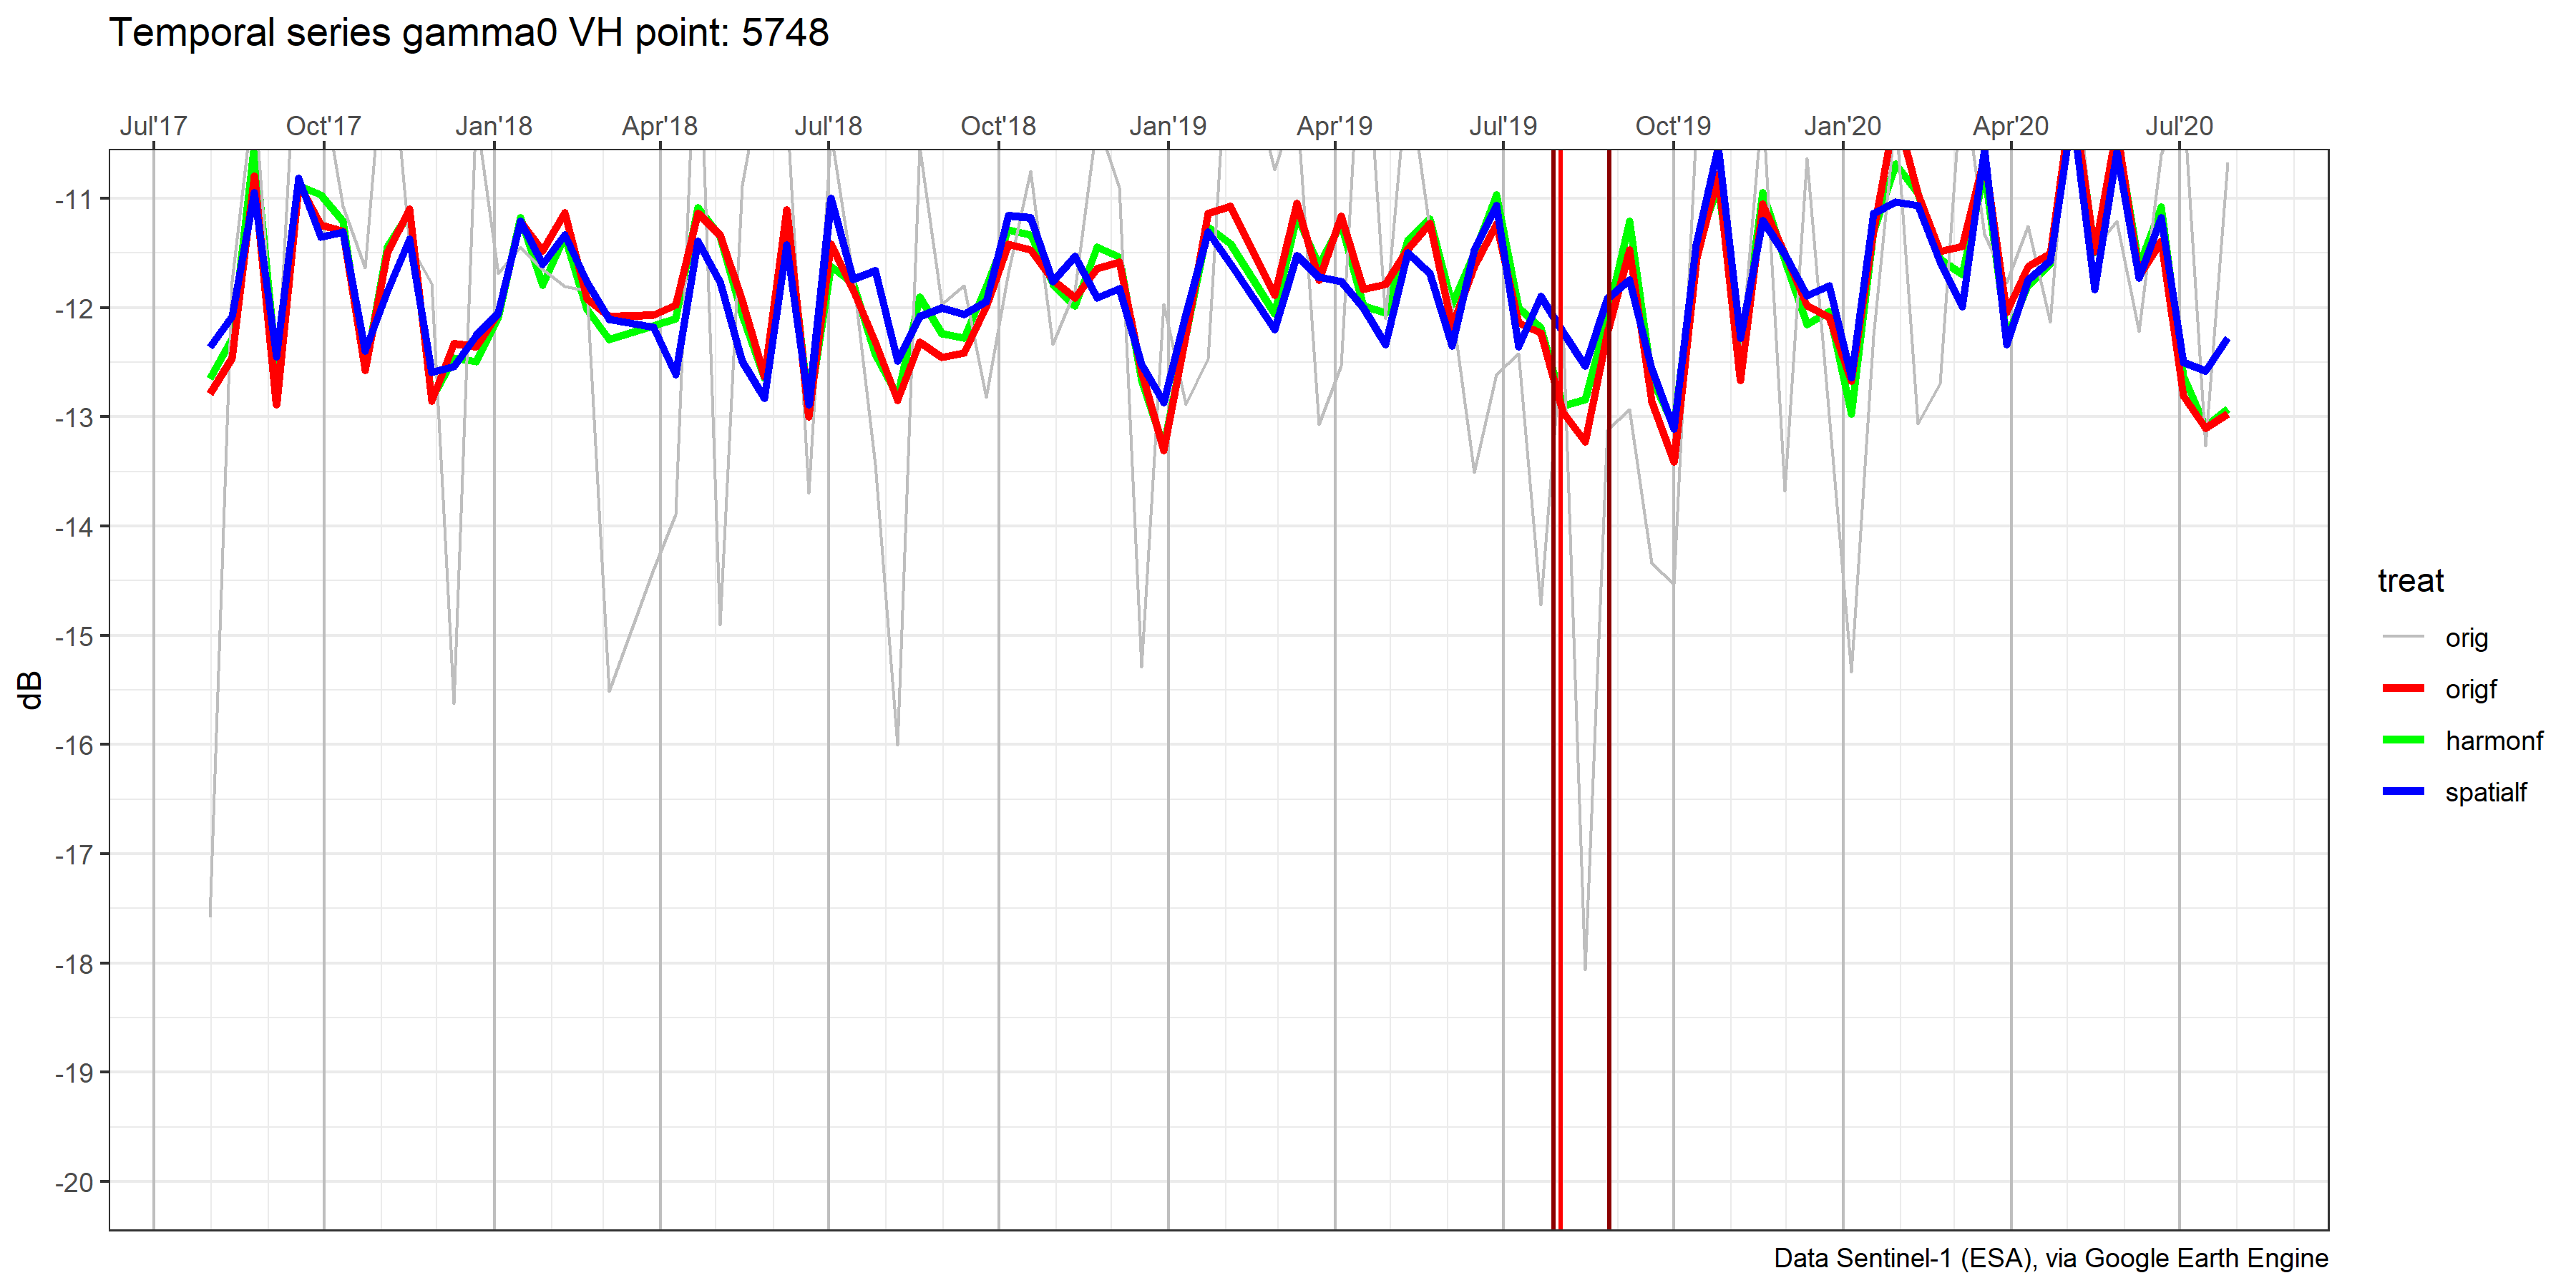 Temporal series gamma0 VH point: 5748
Jul'17 Oct'17 Jan'18 Apr'18 Jul'18 Oct'18 Jan'19 Apr'19 Jul'19 Oct'19 Jan'20 Apr'20 Jul'20
-11
-12
-13
-14
-15
-16
-17
-18
-19
-20
dB
treat
orig
origf
harmonf
spatialf
Data Sentinel-1 (ESA), via Google Earth Engine